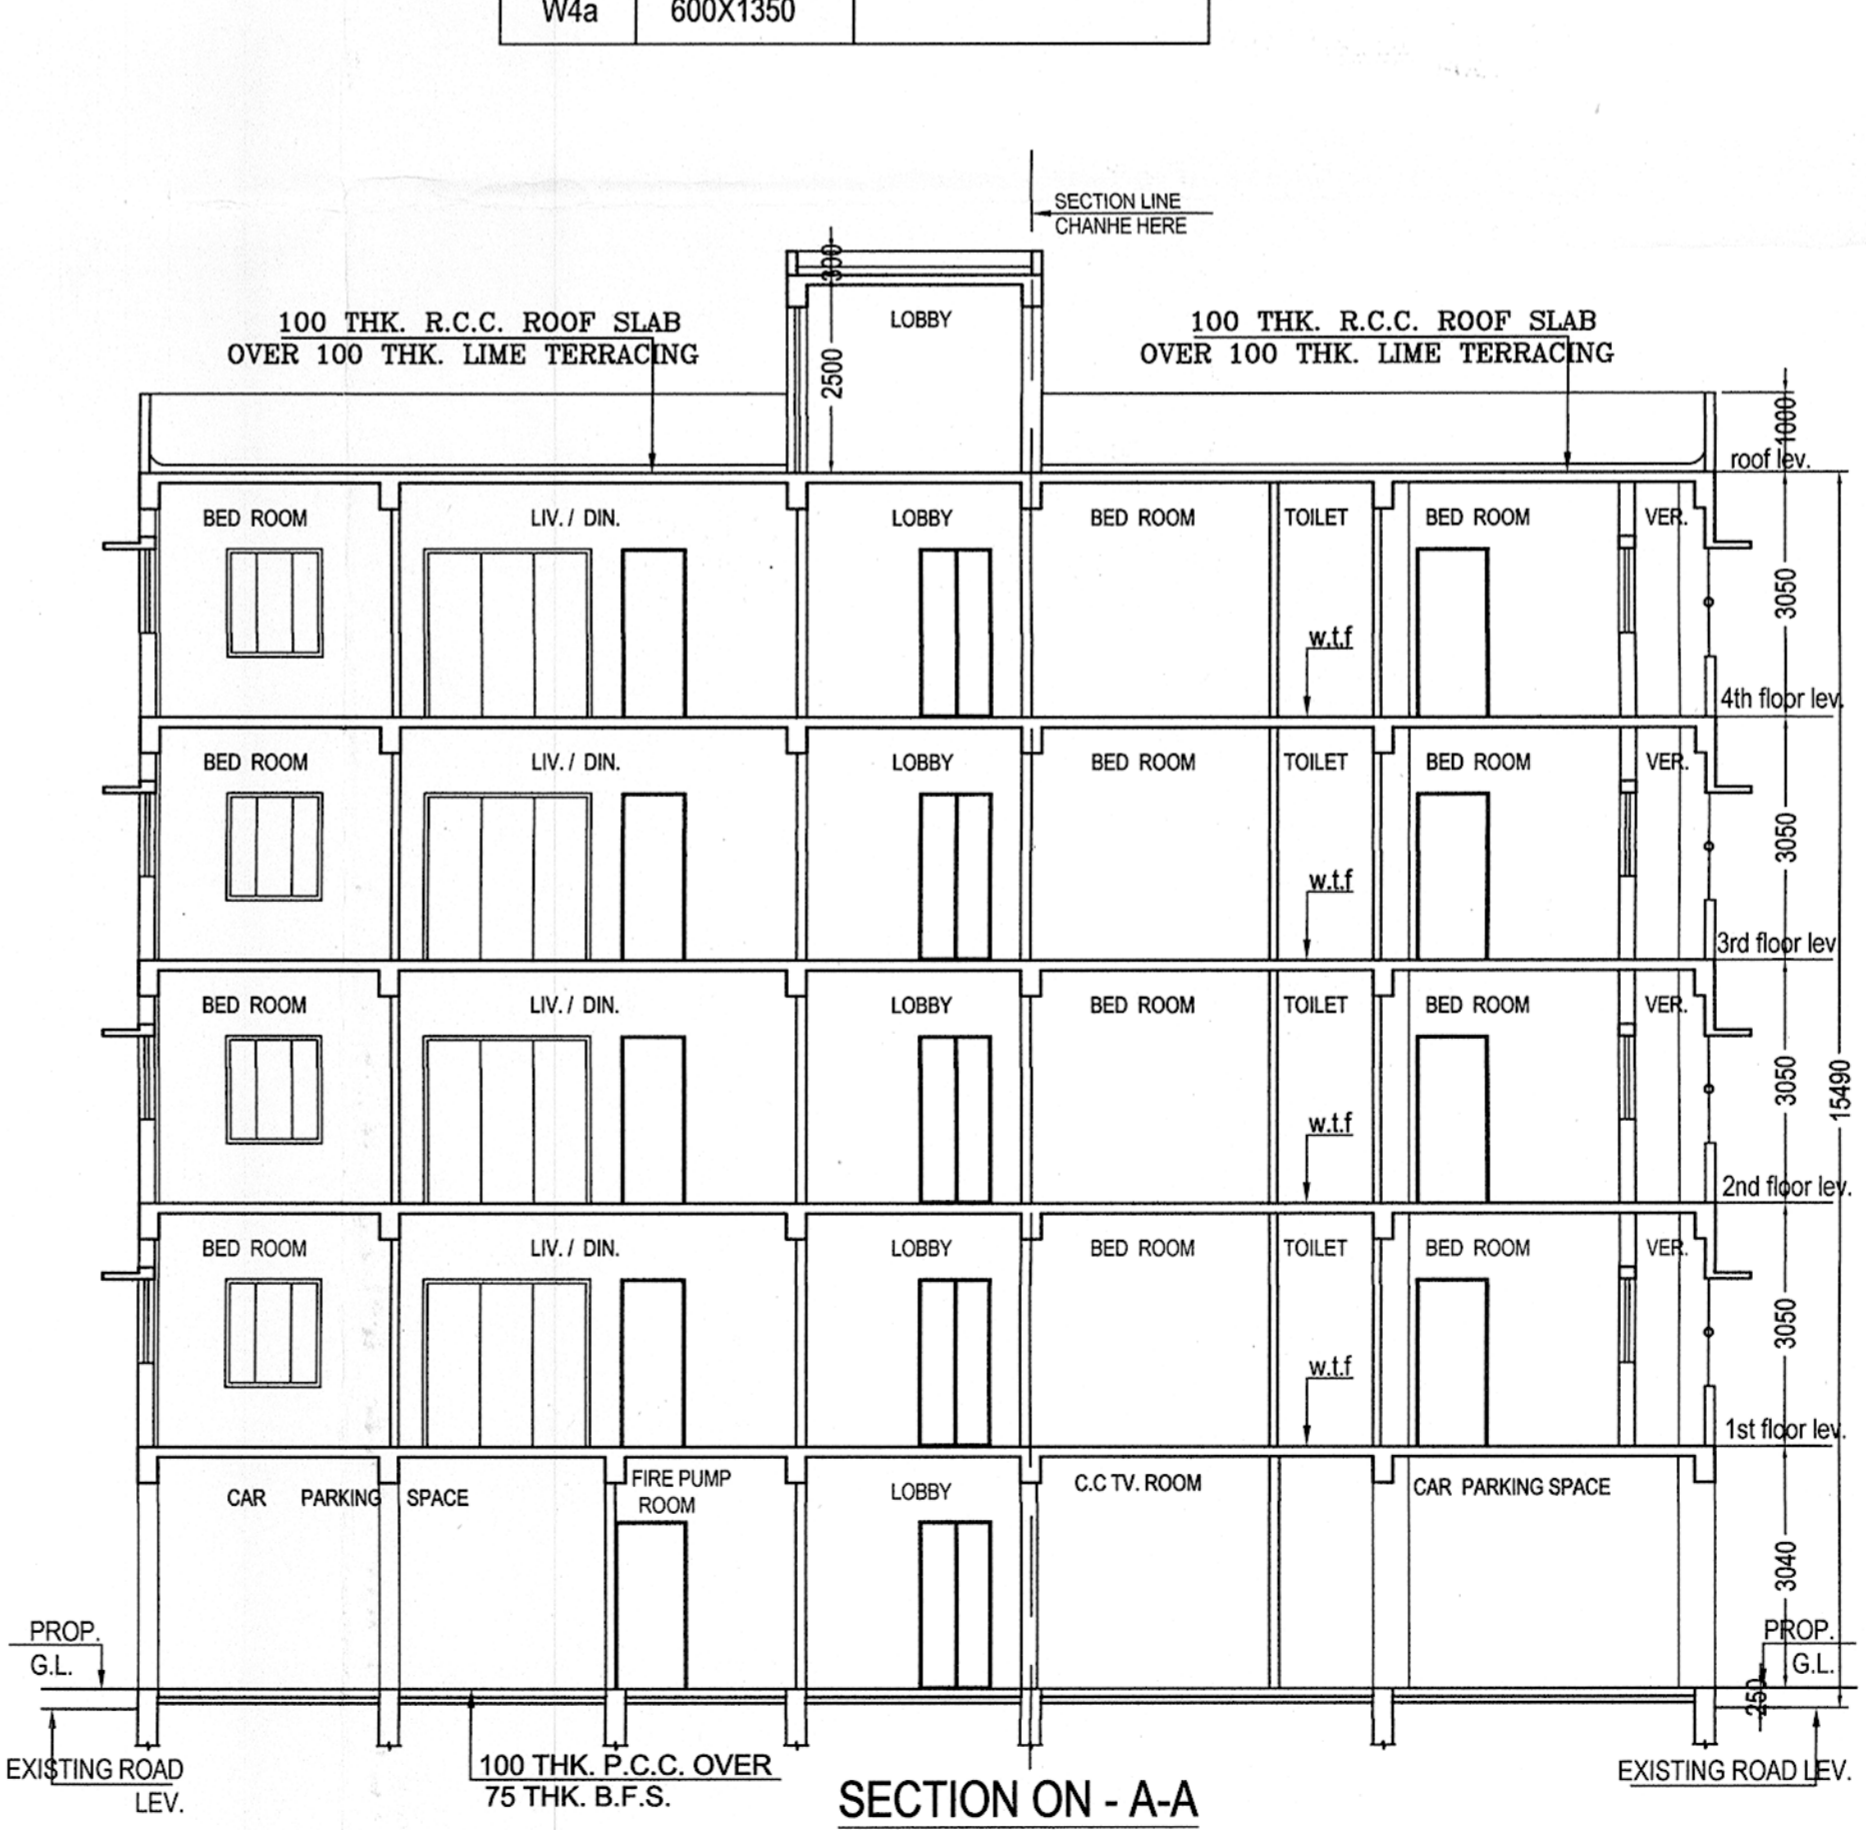 W4a 600X1350
SECTION LINE
CHANHE HERE
300
100 THK. R.C.C. ROOF SLAB
OVER 100 THK. LIME TERRACING
2500
LOBBY
100 THK. R.C.C. ROOF SLAB
OVER 100 THK. LIME TERRACING
1000
roof lev.
BED ROOM LIV. / DIN. LOBBY BED ROOM TOILET BED ROOM VER.
3050
w.t.f
4th floor lev.
BED ROOM LIV. / DIN. LOBBY BED ROOM TOILET BED ROOM VER.
3050
w.t.f
3rd floor lev
BED ROOM LIV. / DIN. LOBBY BED ROOM TOILET BED ROOM VER.
3050
15490
w.t.f
2nd floor lev.
BED ROOM LIV. / DIN. LOBBY BED ROOM TOILET BED ROOM VER.
3050
w.t.f
1st floor lev.
CAR PARKING SPACE
FIRE PUMP
ROOM
LOBBY
C.C TV. ROOM
CAR PARKING SPACE
3040
PROP.
G.L.
PROP.
G.L.
250
EXISTING ROAD
LEV.
100 THK. P.C.C. OVER
75 THK. B.F.S.
SECTION ON - A-A
EXISTING ROAD LEV.